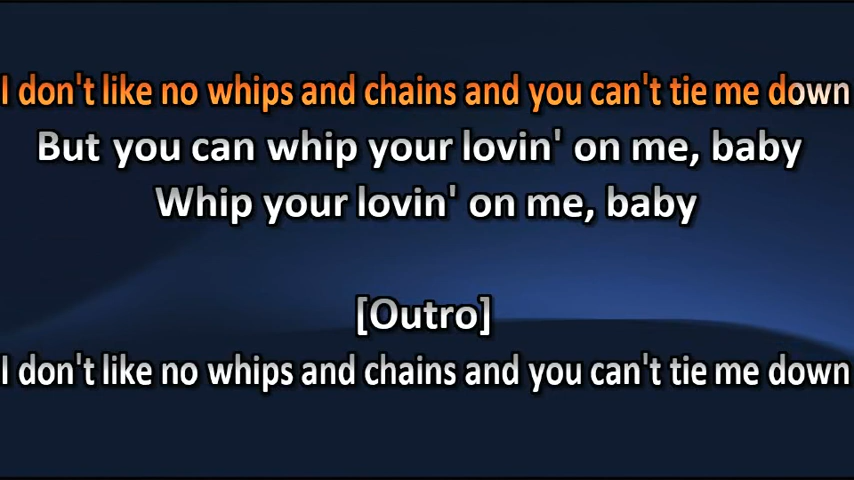 I don't like no whips and chains and you can't tie me down
But you can whip your lovin' on me, baby
Whip your lovin' on me, baby
[Outro]
I don't like no whips and chains and you can't tie me down